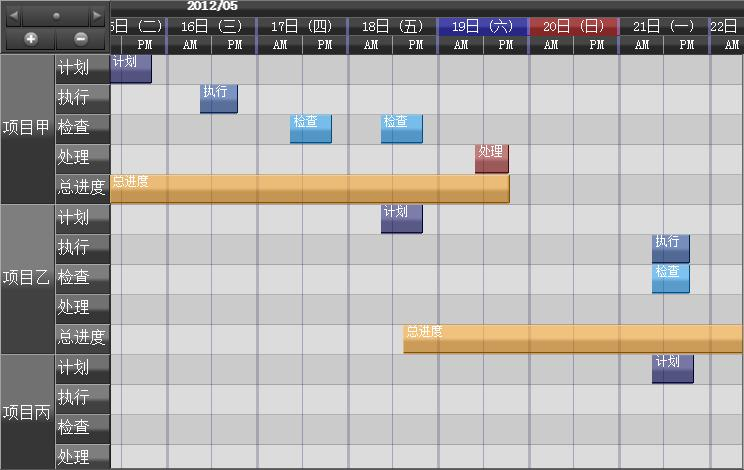 2012/05
5日（二） 16日（三） 17日（四） 18日（五） 19日（六） 20日（日） 21日（一） 22日
PM AM PM AM PM AM PM AM PM AM PM AM PM AM
项目甲
计划 计划
执行 执行
检查 检查 检查
处理 处理
总进度 总进度
项目乙
计划 计划
执行 执行
检查 检查
处理
总进度 总进度
项目丙
计划 计划
执行
检查
处理